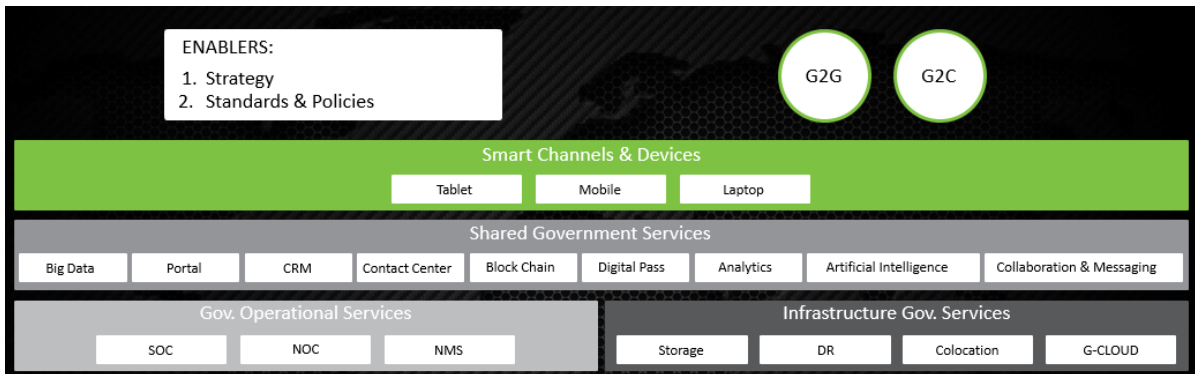 ENABLERS:
1. Strategy
2. Standards & Policies
G2G
G2C
Smart Channels & Devices
Tablet
Mobile
Laptop
Shared Government Services
Big Data
Portal
CRM
Contact Center
Block Chain
Digital Pass
Analytics
Artificial Intelligence
Collaboration & Messaging
Gov. Operational Services
SOC
NOC
NMS
Infrastructure Gov. Services
Storage
DR
Colocation
G-CLOUD